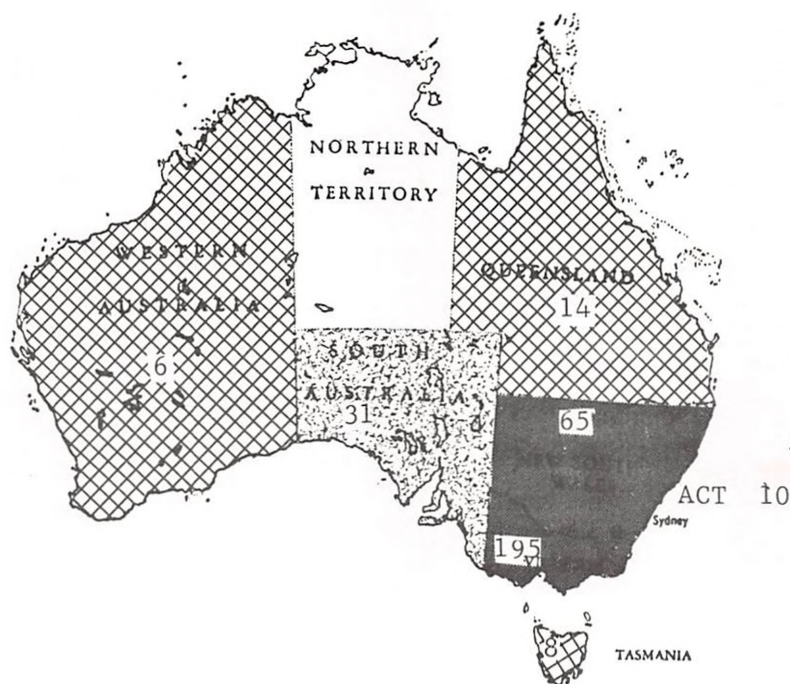 NORTHERN
TERRITORY
WESTERN
AUSTRALIA
6
QUEENSLAND
14
SOUTH
AUSTRALIA
31
65
NEW SOUTH
WALES
ACT 10
Sydney
195
8
TASMANIA